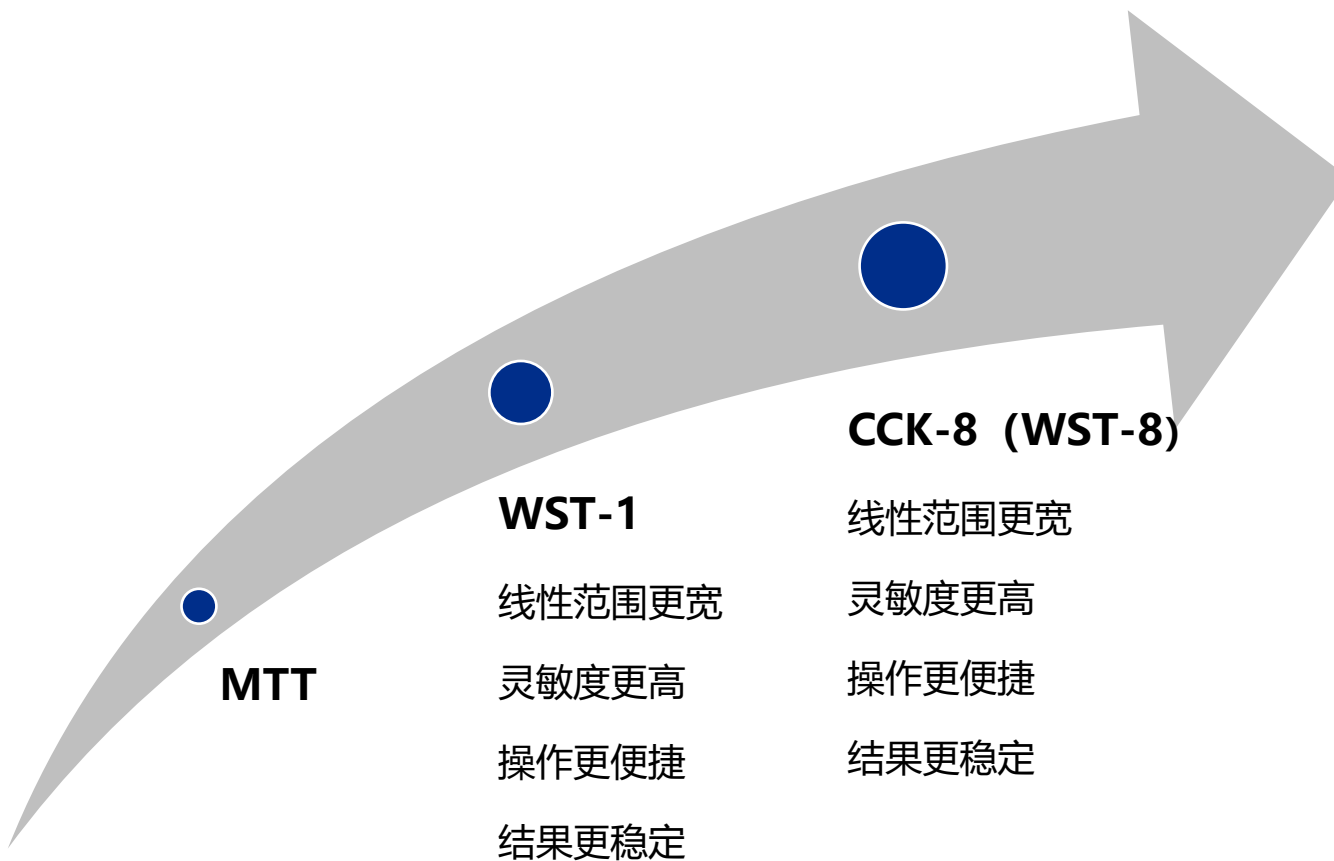 MTT
WST-1
线性范围更宽
灵敏度更高
操作更便捷
结果更稳定
CCK-8（WST-8）
线性范围更宽
灵敏度更高
操作更便捷
结果更稳定